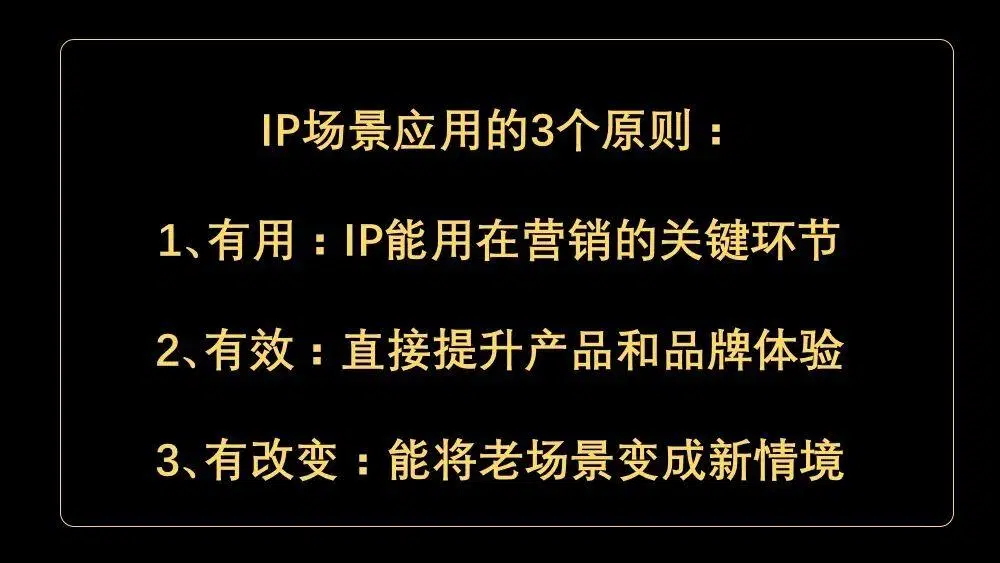 IP场景应用的3个原则：
1、有用：IP能用在营销的关键环节
2、有效：直接提升产品和品牌体验
3、有改变：能将老场景变成新情境